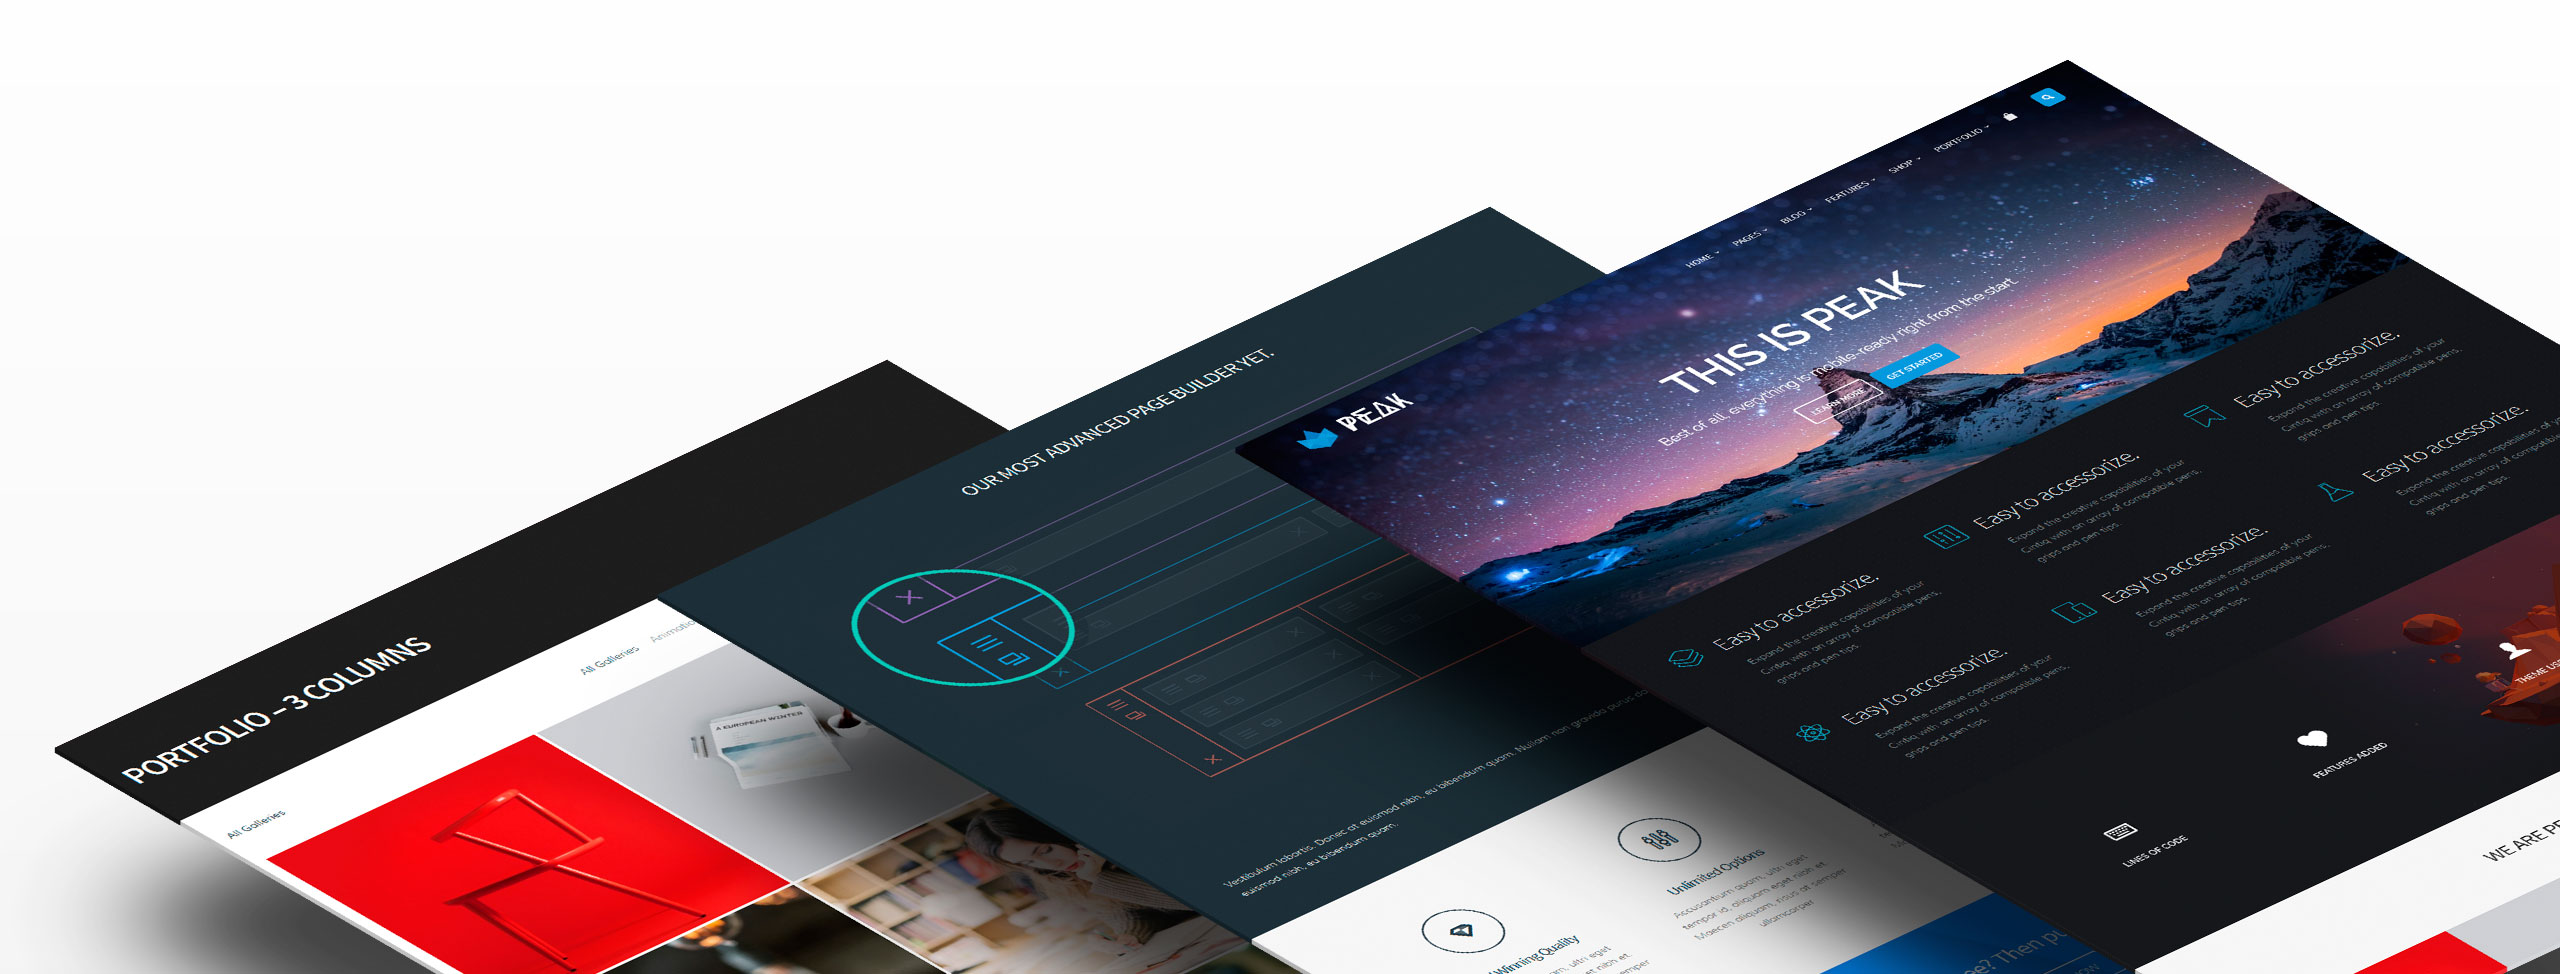 PORTFOLIO – 3 COLUMNS
All Galleries
All Galleries
A EUROPEAN WINTER
OUR MOST ADVANCED PAGE BUILDER YET.
Vestibulum lobortis. Donec at euismod nibh, eu bibendum quam. Nullam non gravida purus
euismod nibh, eu bibendum quam.
Winning Quality
Unlimited Options
Accusantium quam, ultri eget
tempor id, aliquam eget nibh et.
Maecen aliquam, risus at semper
ullamcorper
PEAK
HOME
PAGES
BLOG
FEATURES
SHOP
PORTFOLIO
THIS IS PEAK
Best of all, everything is mobile-ready right from the start.
LEARN MORE
GET STARTED
Easy to accessorize.
Expand the creative capabilities of your
Cintiq with an array of compatible pens,
grips and pen tips.
Easy to accessorize.
Expand the creative capabilities of your
Cintiq with an array of compatible pens,
grips and pen tips.
Easy to accessorize.
Expand the creative capabilities of your
Cintiq with an array of compatible pens,
grips and pen tips.
Easy to accessorize.
Expand the creative capabilities of your
Cintiq with an array of compatible pens,
grips and pen tips.
Easy to accessorize.
Expand the creative capabilities of your
Cintiq with an array of compatible pens,
grips and pen tips.
Easy to accessorize.
Expand the creative capabilities of
Cintiq with an array of compatible
grips and pen tips.
LINES OF CODE
FEATURES ADDED
THEME
WE ARE
Then